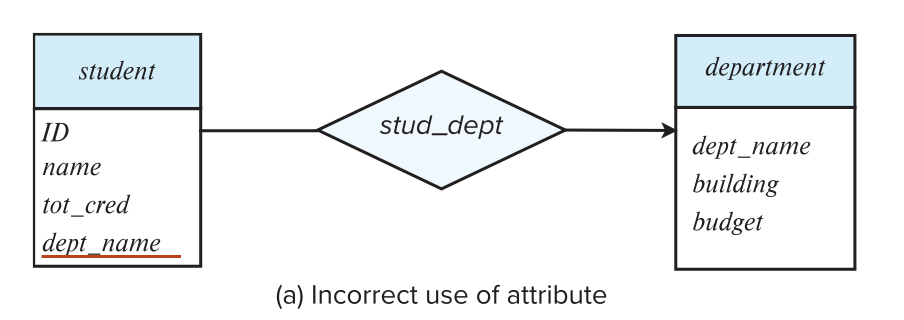 student
ID
name
tot_cred
dept_name
stud_dept
department
dept_name
building
budget
(a) Incorrect use of attribute